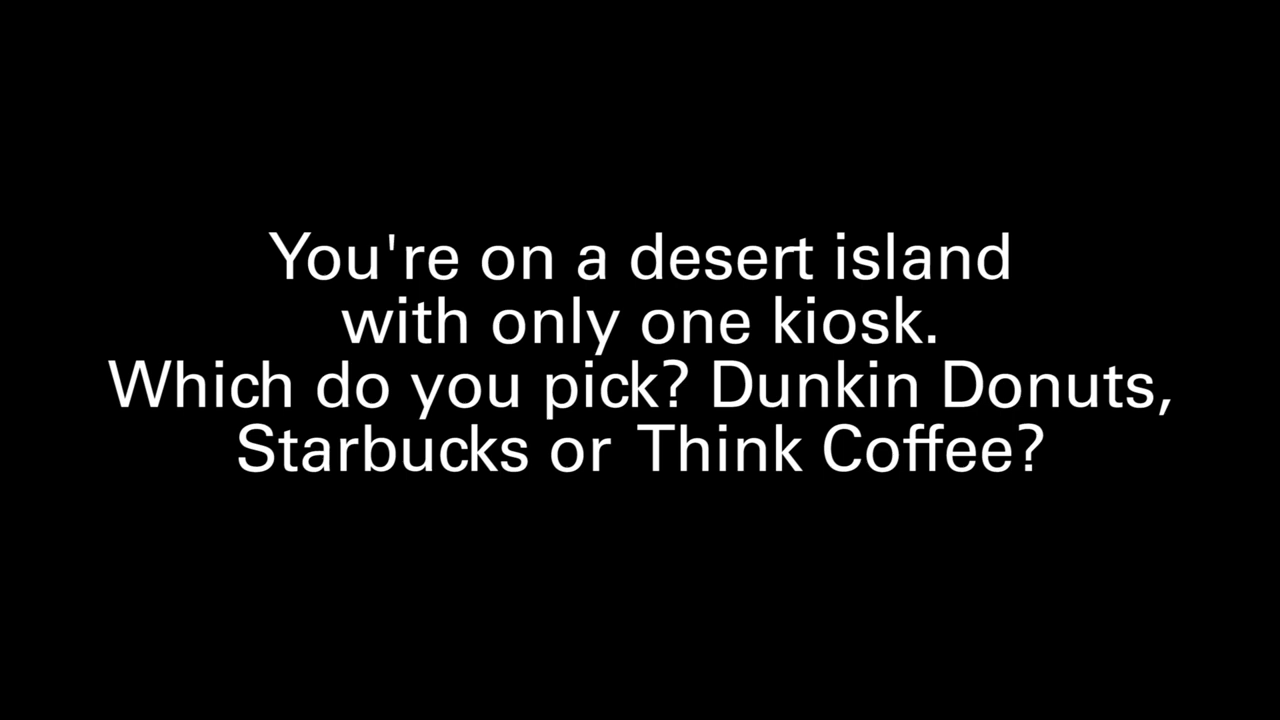 You're on a desert island
with only one kiosk.
Which do you pick? Dunkin Donuts,
Starbucks or Think Coffee?